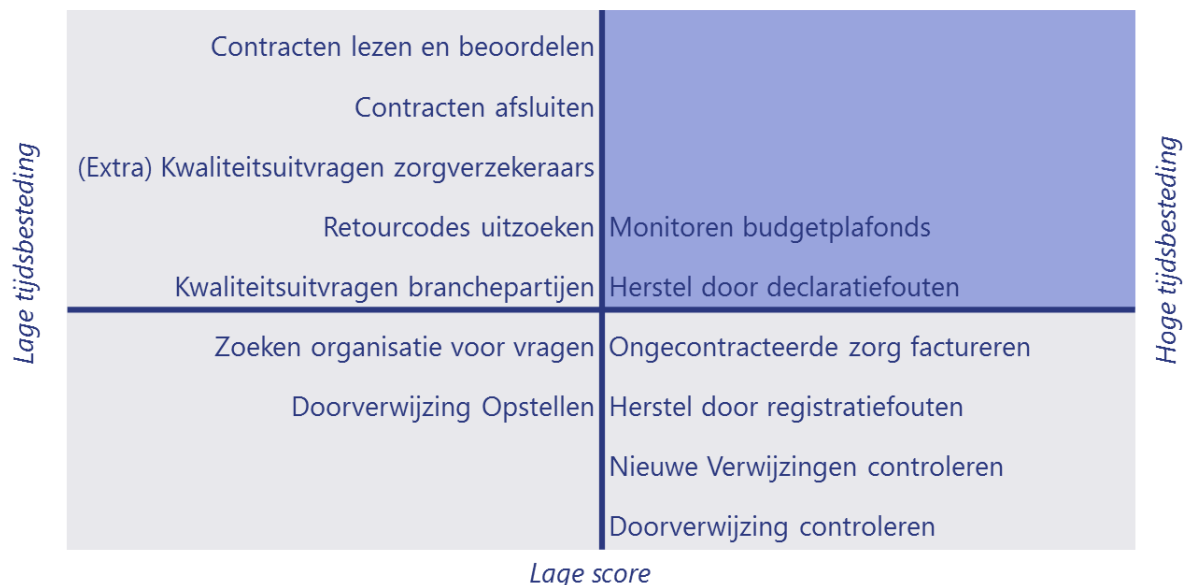 Contracten lezen en beoordelen
Contracten afsluiten
(Extra) Kwaliteitsuitvragen zorgverzekeraars
Retourcodes uitzoeken
Kwaliteitsuitvragen branchepartijen
Monitoren budgetplafonds
Herstel door declaratiefouten
Zoeken organisatie voor vragen
Doorverwijzing Opstellen
Ongecontracteerde zorg factureren
Herstel door registratiefouten
Nieuwe Verwijzingen controleren
Doorverwijzing controleren
Lage tijdsbesteding
Hoge tijdsbesteding
Lage score